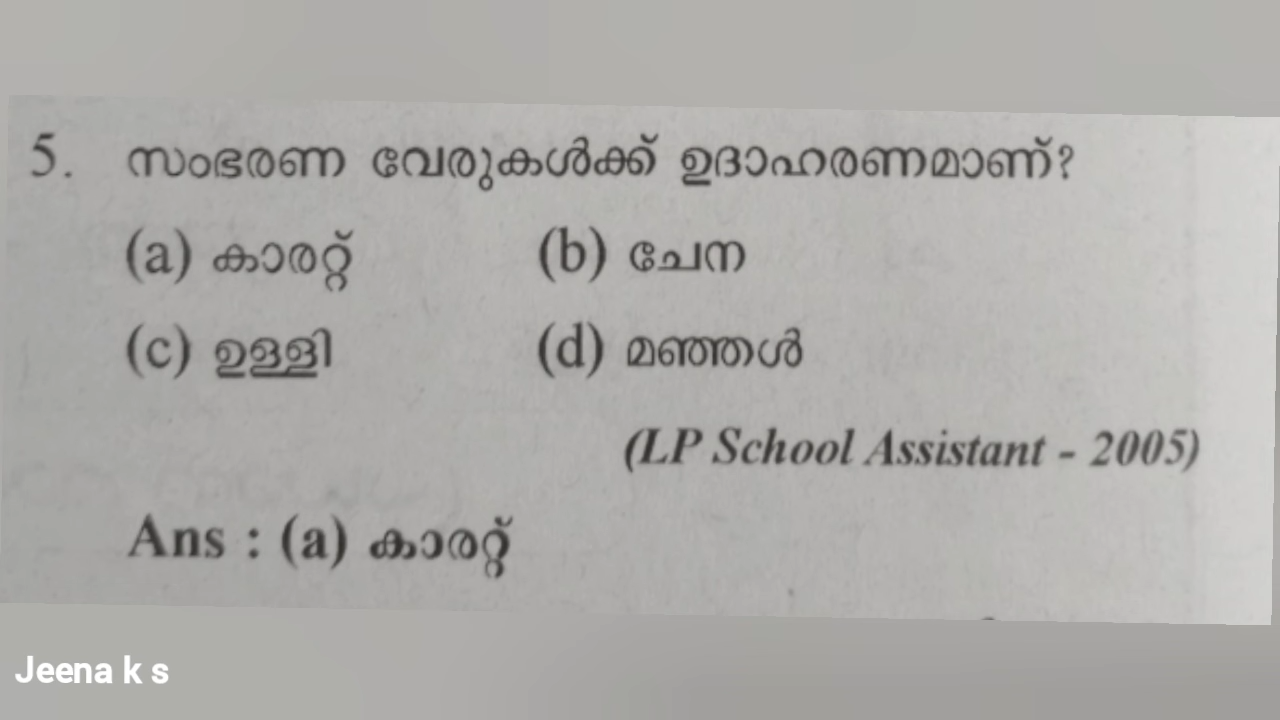 5. സംഭരണ വേരുകൾക്ക് ഉദാഹരണമാണ്?
(a) കാരറ്റ് (b) ചേന
(c) ഉള്ളി (d) മഞ്ഞൾ
(LP School Assistant - 2005)
Ans : (a) കാരറ്റ്
Jeena k s